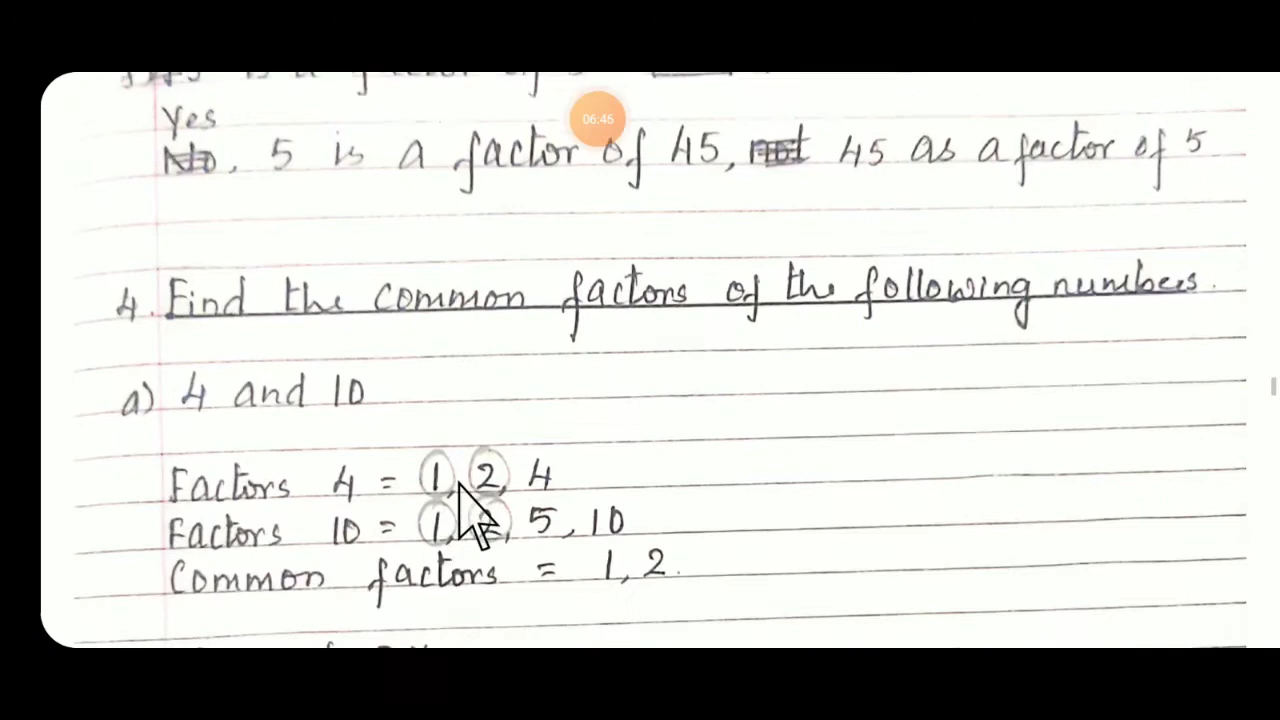 Yes
No, 5 is a factor of 45, not 45 as a factor of 5
06:46
4. Find the common factors of the following numbers.
a) 4 and 10
Factors 4 = 1, 2, 4
Factors 10 = 1, 2, 5, 10
Common factors = 1, 2.